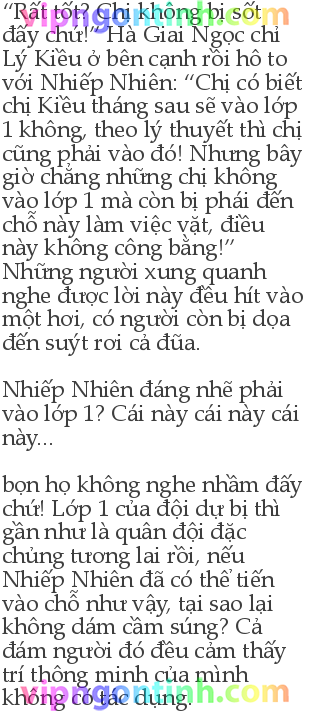 “Rất tốt? Chị không bị sốt
đấy chứ!” Hà Giai Ngọc chỉ
Lý Kiều ở bên cạnh rồi hô to
với Nhiếp Nhiên: “Chị có biết
chị Kiều tháng sau sẽ vào lớp
1 không, theo lý thuyết thì chị
cũng phải vào đó! Nhưng bây
giờ chẳng những chị không
vào lớp 1 mà còn bị phái đến
chỗ này làm việc vặt, điều
này không công bằng!”
Những người xung quanh
nghe được lời này đều hít vào
một hơi, có người còn bị dọa
đến suýt rơi cả đũa.
Nhiếp Nhiên đáng nhẽ phải
vào lớp 1? Cái này cái này cái
này...
bọn họ không nghe nhầm đấy
chứ! Lớp 1 của đội dự bị thì
gần như là quân đội đặc
chủng tương lai rồi, nếu
Nhiếp Nhiên đã có thể tiến
vào chỗ như vậy, tại sao lại
không dám cầm súng? Cả
đám người đó đều cảm thấy
trí thông minh của mình
không có tác dụng.
vipngontinh.com
vipngontinh.com